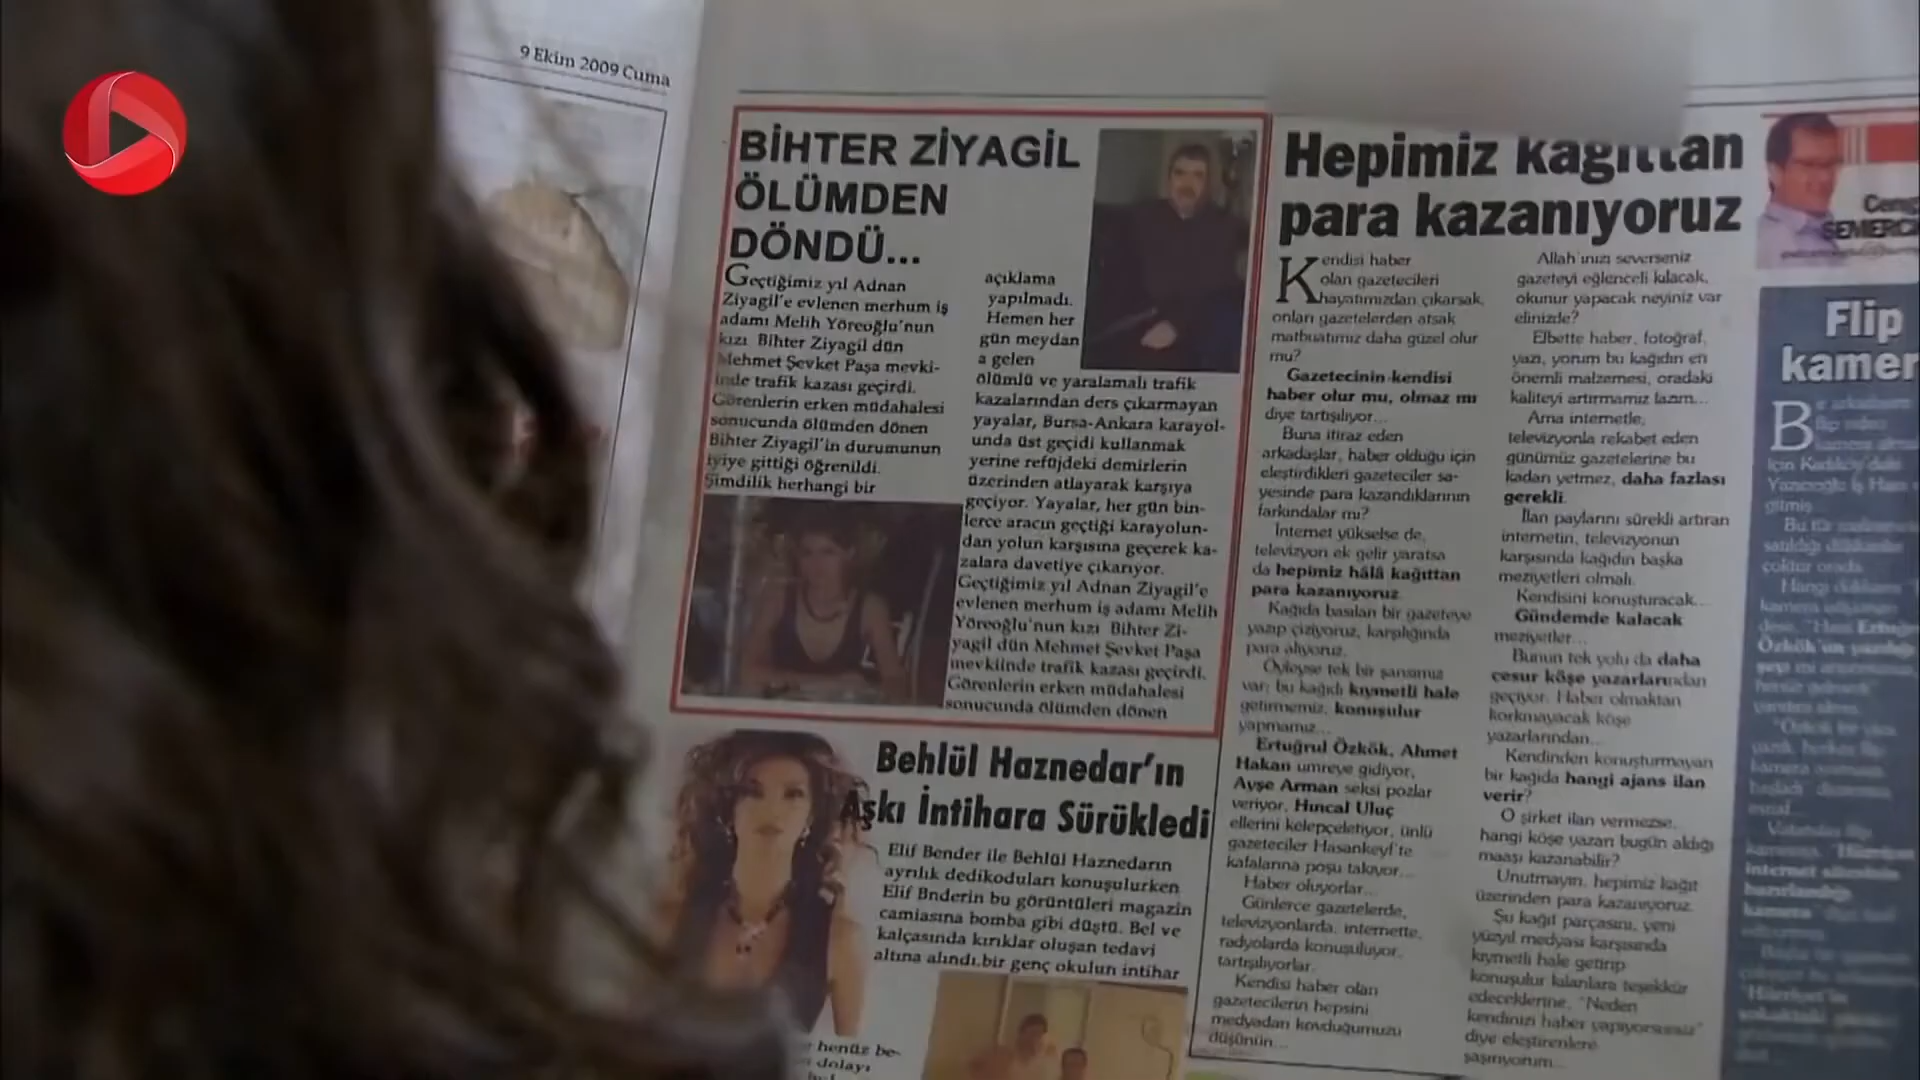 9 Ekim 2009 Cuma
BİHTER ZİYAGİL
ÖLÜMDEN
DÖNDÜ...
Geçtiğimiz yıl Adnan
Ziyagil'e evlenen merhum iş
adamı Melih Yöreoğlu'nun
kızı Bihter Ziyagil dün
Mehmet Şevket Paşa mevki-
inde trafik kazası geçirdi.
Görenlerin erken müdahalesi
sonucunda ölümden dönen
Bihter Ziyagil'in durumunun
iyiye gittiği öğrenildi.
Şimdilik herhangi bir
açıklama
yapılmadı.
Hemen her
gün meydan
a gelen
ölümlü ve yaralamalı trafik
kazalarından ders çıkarmayan
yayalar, Bursa-Ankara karayol-
unda üst geçidi kullanmak
yerine refüjdeki demirlerin
üzerinden atlayarak karşıya
geçiyor. Yayalar, her gün bin-
lerce aracın geçtiği karayolun-
dan yolun karşısına geçerek ka-
zalara davetiye çıkarıyor.
Geçtiğimiz yıl Adnan Ziyagil'e
evlenen merhum iş adamı Melih
Yöreoğlu'nun kızı Bihter Zi-
yagil dün Mehmet Şevket Paşa
mevkiinde trafik kazası geçirdi.
Görenlerin erken müdahalesi
sonucunda ölümden dönen
Behlül Haznedar'ın
Aşkı İntihara Sürükledi
Elif Bender ile Behlül Haznedarın
ayrılık dedikoduları konuşulurken
Elif Bnderin bu görüntüleri magazin
camiasına bomba gibi düştü. Bel ve
kalçasında kırıklar oluşan tedavi
altına alındı.bir genç okulun intihar
henüz be-
dolayı
Hepimiz kağıttan
para kazanıyoruz
Kendisi haber
olan gazetecileri
hayatımızdan çıkarsak,
onları gazetelerden atsak
matbuatımız daha güzel olur
mu?
Gazetecinin kendisi
haber olur mu, olmaz mı
diye tartışılıyor...
Buna itiraz eden
arkadaşlar, haber olduğu için
eleştirdikleri gazeteciler sa-
yesinde para kazandıklarının
farkındalar mı?
İnternet yükselse de,
televizyon ek gelir yaratsa
da hepimiz hâlâ kağıttan
para kazanıyoruz.
Kağıda basılan bir gazeteye
yazıp çiziyoruz, karşılığında
para alıyoruz.
Öyleyse tek bir şansımız
var; bu kağıdı kıymetli hale
getirmemiz, konuşulur
yapmamız...
Ertuğrul Özkök, Ahmet
Hakan umreye gidiyor,
Ayşe Arman seksi pozlar
veriyor, Hıncal Uluç
ellerini kelepçeletiyor, ünlü
gazeteciler Hasankeyf'te
kafalarına poşu takıyor...
Haber oluyorlar...
Günlerce gazetelerde,
televizyonlarda, internette,
radyolarda konuşuluyor,
tartışılıyorlar.
Kendisi haber olan
gazetecilerin hepsini
medyadan kovduğumuzu
düşünün...
Allah'ınızı severseniz
gazeteyi eğlenceli kılacak,
okunur yapacak neyiniz var
elinizde?
Elbette haber, fotoğraf,
yazı, yorum bu kağıdın en
önemli malzemesi, oradaki
kaliteyi artırmamız lazım...
Ama internetle,
televizyonla rekabet eden
günümüz gazetelerine bu
kadarı yetmez, daha fazlası
gerekli.
İlan paylarını sürekli artıran
internetin, televizyonun
karşısında kağıdın başka
meziyetleri olmalı.
Kendisini konuşturacak...
Gündemde kalacak
meziyetler...
Bunun tek yolu da daha
cesur köşe yazarlarından
geçiyor. Haber olmaktan
korkmayacak köşe
yazarlarından...
Kendinden konuşturmayan
bir kağıda hangi ajans ilan
verir?
O şirket ilan vermezse,
hangi köşe yazarı bugün aldığı
maaşı kazanabilir?
Unutmayın, hepimiz kağıt
üzerinden para kazanıyoruz.
Şu kağıt parçasını, yeni
yüzyıl medyası karşısında
kıymetli hale getirip
konuşulur kılanlara teşekkür
edeceklerine, "Neden
kendinizi haber yapıyorsunuz"
diye eleştirenlere
şaşırıyorum...
Ceng
SEMERCİ
Flip
kamer